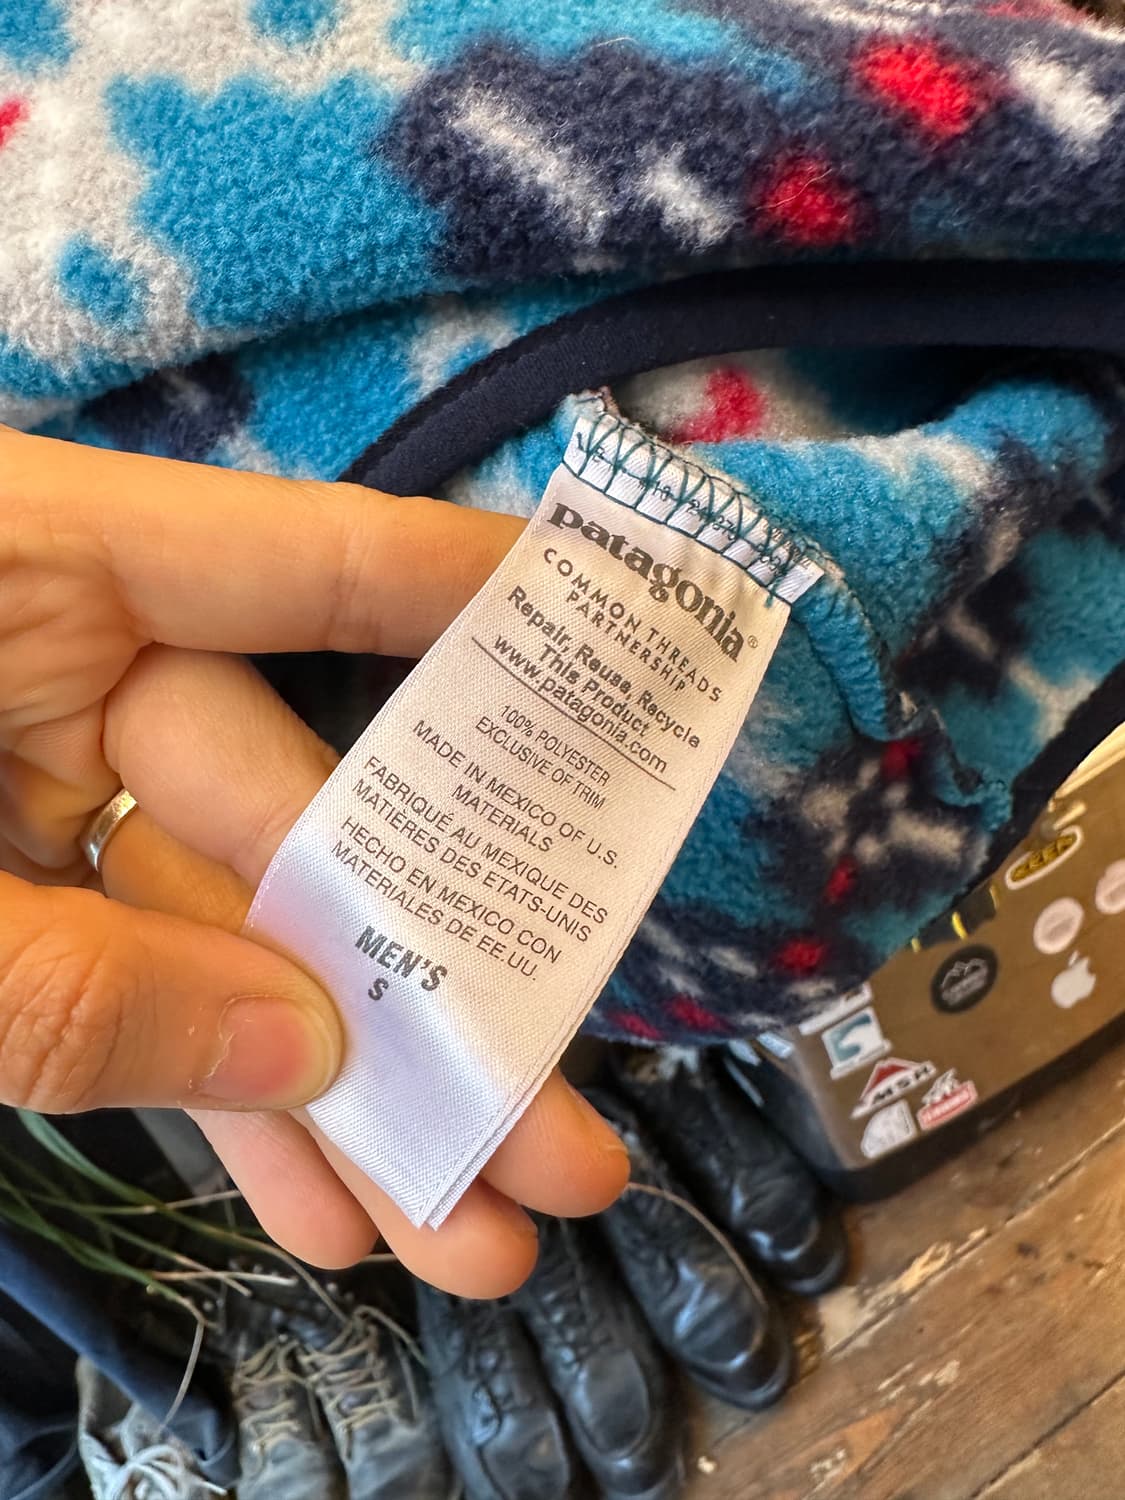 patagonia®
COMMON THREADS
PARTNERSHIP
Repair, Reuse, Recycle
This Product
www.patagonia.com
100% POLYESTER
EXCLUSIVE OF TRIM
MADE IN MEXICO OF U.S.
MATERIALS
FABRIQUÉ AU MEXIQUE DES
MATIÈRES DES ETATS-UNIS
HECHO EN MEXICO CON
MATERIALES DE EE.UU.
MEN'S
S
KEEN
MSR